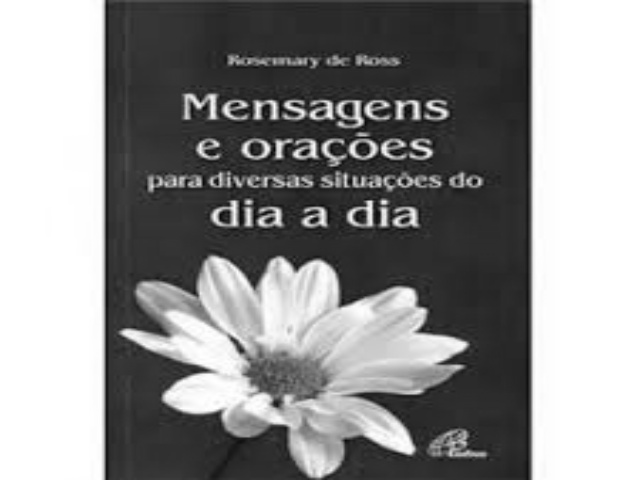 Rosemary de Ross
Mensagens
e orações
para diversas situações do
dia a dia